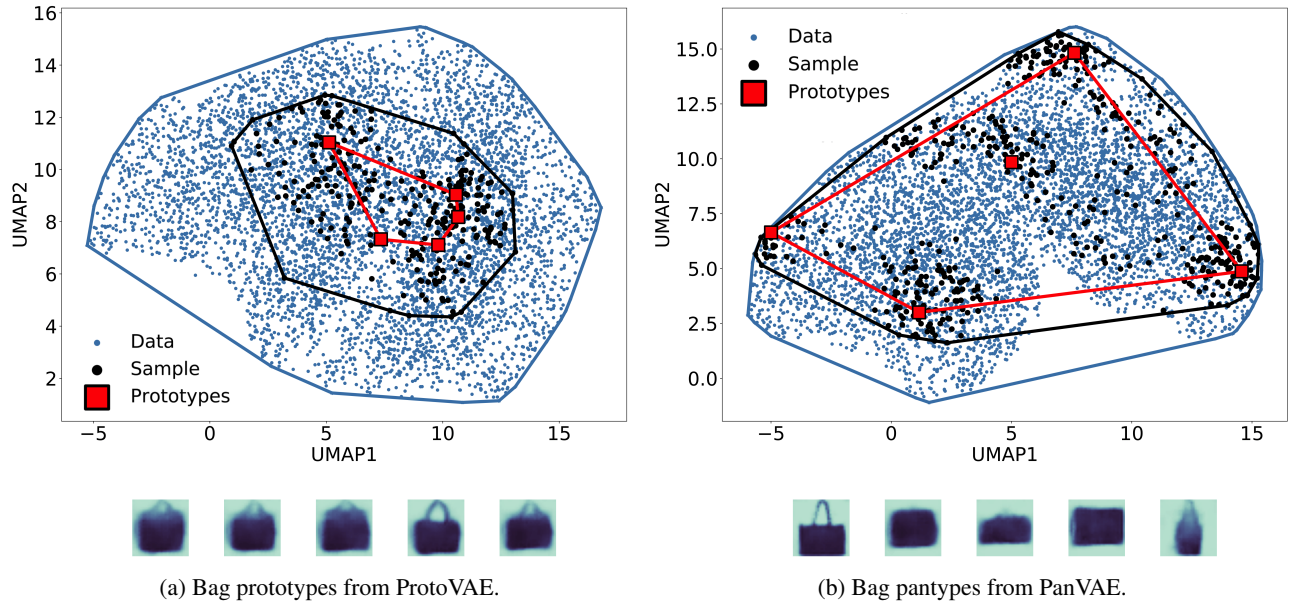 16
14
12
10
8
6
4
2
−5
0
5
10
15
UMAP1
UMAP2
Data
Sample
Prototypes
15.0
12.5
10.0
7.5
5.0
2.5
0.0
−5
0
5
10
15
UMAP1
UMAP2
Data
Sample
Prototypes
(a) Bag prototypes from ProtoVAE.
(b) Bag pantypes from PanVAE.